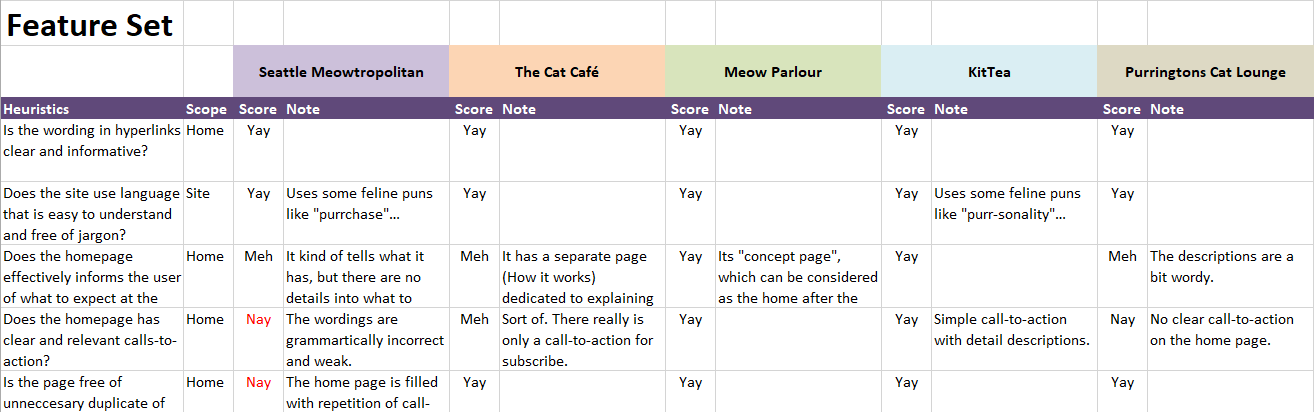 Feature Set
Seattle Meowtropolitan The Cat Café Meow Parlour KitTea Purringtons Cat Lounge
Heuristics Scope Score Note Score Note Score Note Score Note Score Note
Is the wording in hyperlinks Home Yay Yay Yay Yay Yay
clear and informative?
Does the site use language Site Yay Uses some feline puns Yay Yay Yay Uses some feline puns Yay
that is easy to understand like "purrchase"... like "purr-sonality"...
and free of jargon?
Does the homepage Home Meh It kind of tells what it Meh It has a separate page Yay Its "concept page", Yay Meh The descriptions are a
effectively informs the user has, but there are no (How it works) which can be considered bit wordy.
of what to expect at the details into what to dedicated to explaining as the home after the
Does the homepage has Home Nay The wordings are Meh Sort of. There really is Yay Yay Simple call-to-action Nay No clear call-to-action
clear and relevant calls-to- grammartically incorrect only a call-to-action for with detail descriptions. on the home page.
action? and weak. subscribe.
Is the page free of Home Nay The home page is filled Yay Yay Yay Yay
unneccesary duplicate of with repetition of call-